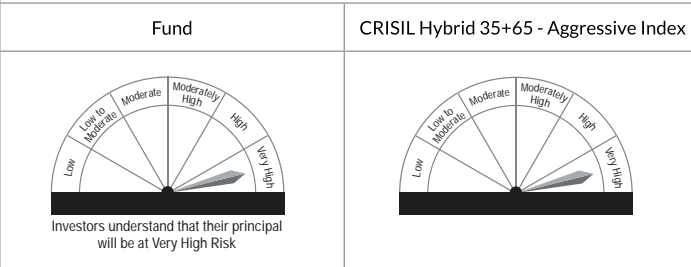 Fund
CRISIL Hybrid 35+65 - Aggressive Index
Low
Low to
Moderate
Moderate
Moderately
High
High
Very High
Low
Low to
Moderate
Moderate
Moderately
High
High
Very High
Investors understand that their principal
will be at Very High Risk